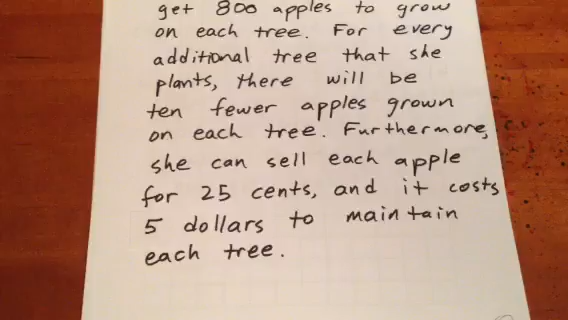 get 800 apples to grow
on each tree. For every
additional tree that she
plants, there will be
ten fewer apples grown
on each tree. Furthermore,
she can sell each apple
for 25 cents, and it costs
5 dollars to maintain
each tree.